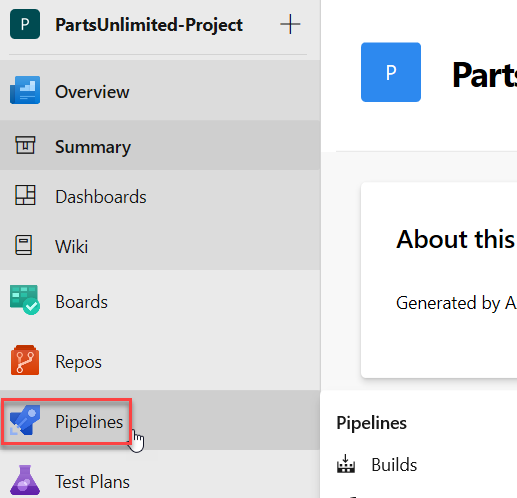 P PartsUnlimited-Project
Overview
Summary
Dashboards
Wiki
Boards
Repos
Pipelines
Test Plans
P
Parts
About this
Generated by A
Pipelines
Builds